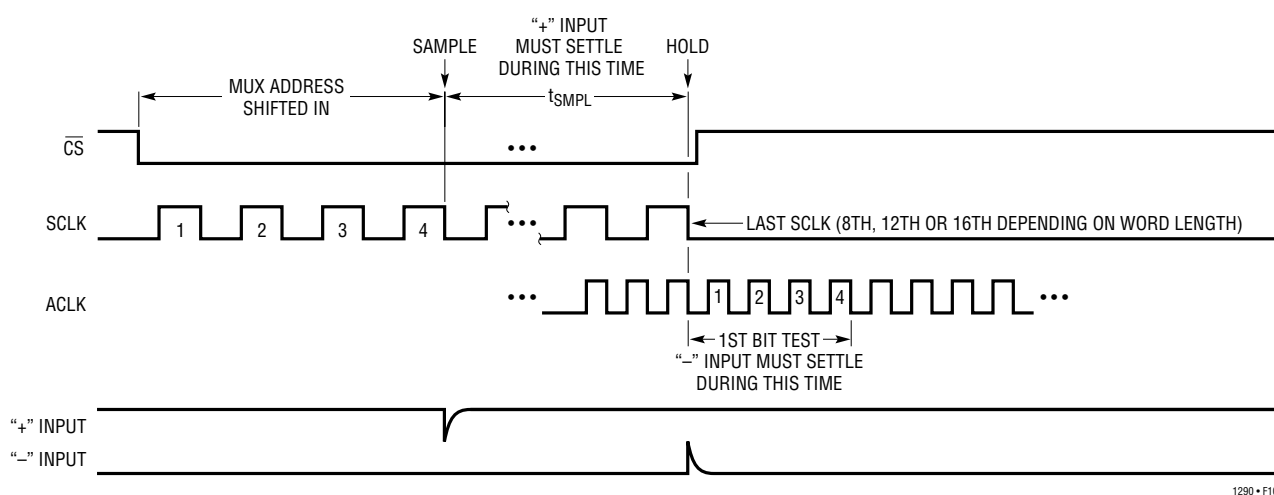 “+” INPUT
MUST SETTLE
DURING THIS TIME
SAMPLE
HOLD
MUX ADDRESS
SHIFTED IN
tSMPL
CS
•••
SCLK
1 2 3 4
•••
LAST SCLK (8TH, 12TH OR 16TH DEPENDING ON WORD LENGTH)
ACLK
•••
1 2 3 4
•••
1ST BIT TEST
“–” INPUT MUST SETTLE
DURING THIS TIME
“+” INPUT
“–” INPUT